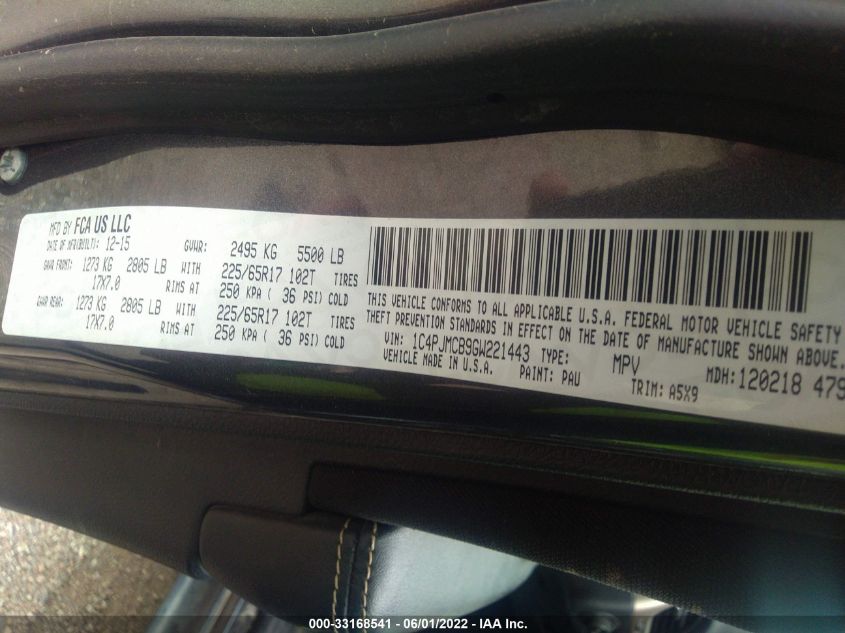 MFD BY FCA US LLC
DATE OF MFR(BUILT): 12-15 GVWR: 2495 KG 5500 LB
GAWR FRONT: 1273 KG 2805 LB WITH 225/65R17 102T TIRES
17X7.0 RIMS AT 250 KPA ( 36 PSI) COLD
GAWR REAR: 1273 KG 2805 LB WITH 225/65R17 102T TIRES
17X7.0 RIMS AT 250 KPA ( 36 PSI) COLD
THIS VEHICLE CONFORMS TO ALL APPLICABLE U.S.A. FEDERAL MOTOR VEHICLE SAFETY
THEFT PREVENTION STANDARDS IN EFFECT ON THE DATE OF MANUFACTURE SHOWN ABOVE.
VIN: 1C4PJMCB9GW221443 TYPE: MPV MDH: 120218 479
VEHICLE MADE IN U.S.A. PAINT: PAU TRIM: A5X9
000-33168541 - 06/01/2022 - IAA Inc.